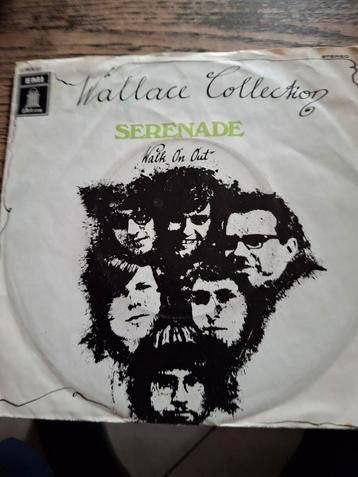 STEREO
EMI
Odeon
Wallace Collection
SERENADE
Walk On Out